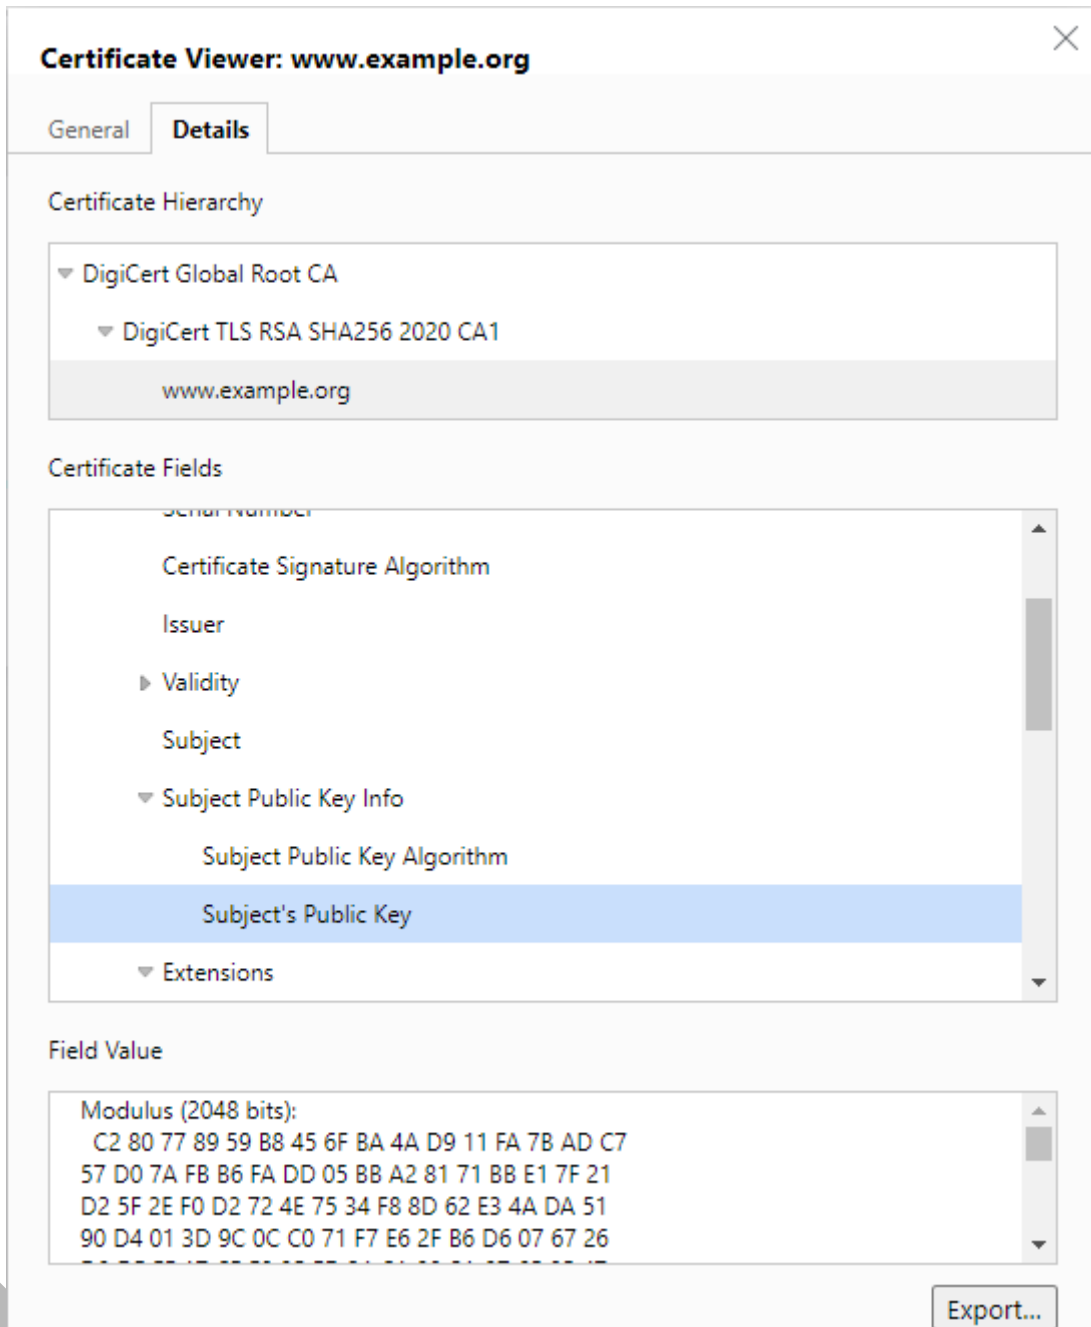 Certificate Viewer: www.example.org
General Details
Certificate Hierarchy
DigiCert Global Root CA
DigiCert TLS RSA SHA256 2020 CA1
www.example.org
Certificate Fields
Serial Number
Certificate Signature Algorithm
Issuer
Validity
Subject
Subject Public Key Info
Subject Public Key Algorithm
Subject's Public Key
Extensions
Field Value
Modulus (2048 bits):
C2 80 77 89 59 B8 45 6F BA 4A D9 11 FA 7B AD C7
57 D0 7A FB B6 FA DD 05 BB A2 81 71 BB E1 7F 21
D2 5F 2E F0 D2 72 4E 75 34 F8 8D 62 E3 4A DA 51
90 D4 01 3D 9C 0C C0 71 F7 E6 2F B6 D6 07 67 26
Export...